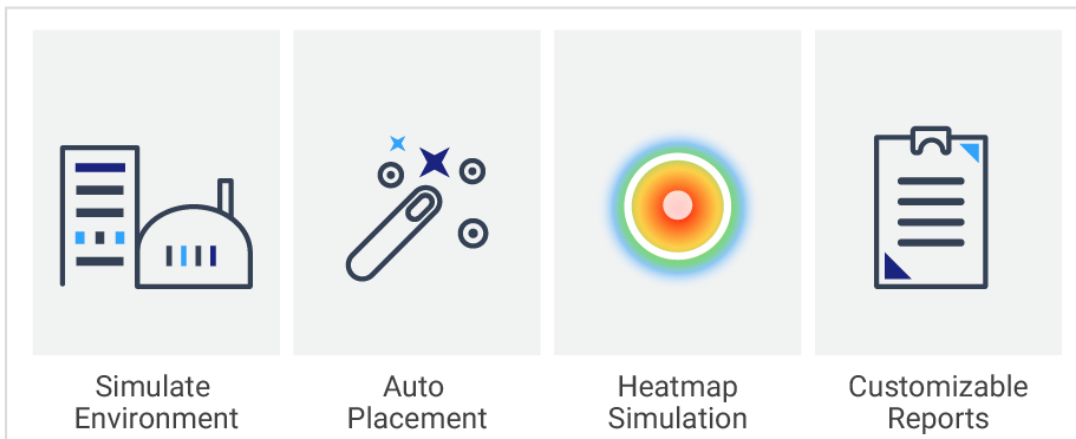 Simulate
Environment
Auto
Placement
Heatmap
Simulation
Customizable
Reports